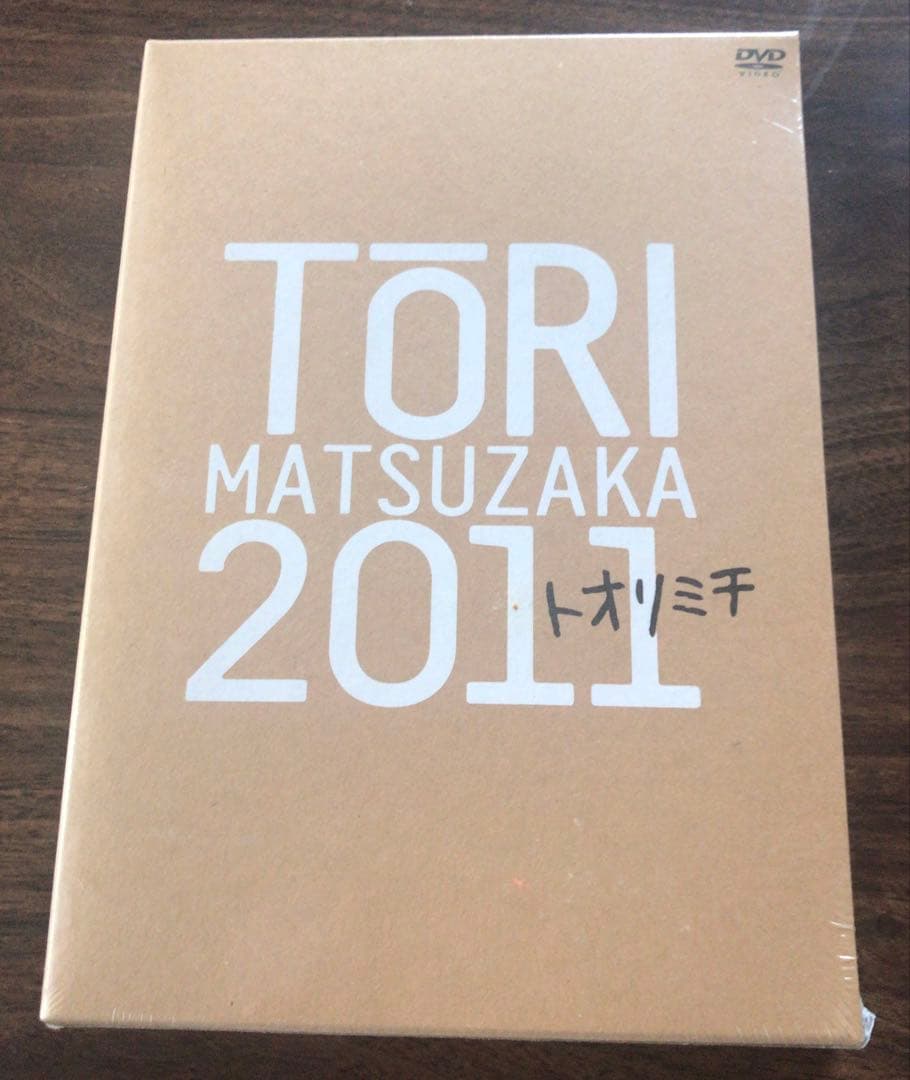 DVD
VIDEO
TŌRI
MATSUZAKA
2011
トオリミチ